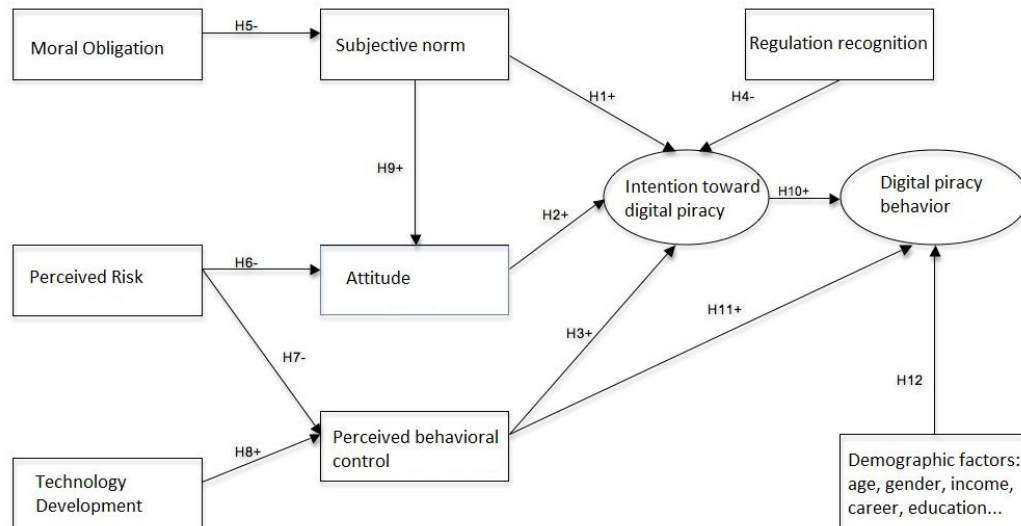 Moral Obligation
H5-
Subjective norm
Regulation recognition
H1+
H4-
H9+
Intention toward
digital piracy
H10+
Digital piracy
behavior
H2+
Perceived Risk
H6-
Attitude
H11+
H3+
H7-
H12
Perceived behavioral
control
H8+
Technology
Development
Demographic factors:
age, gender, income,
career, education...